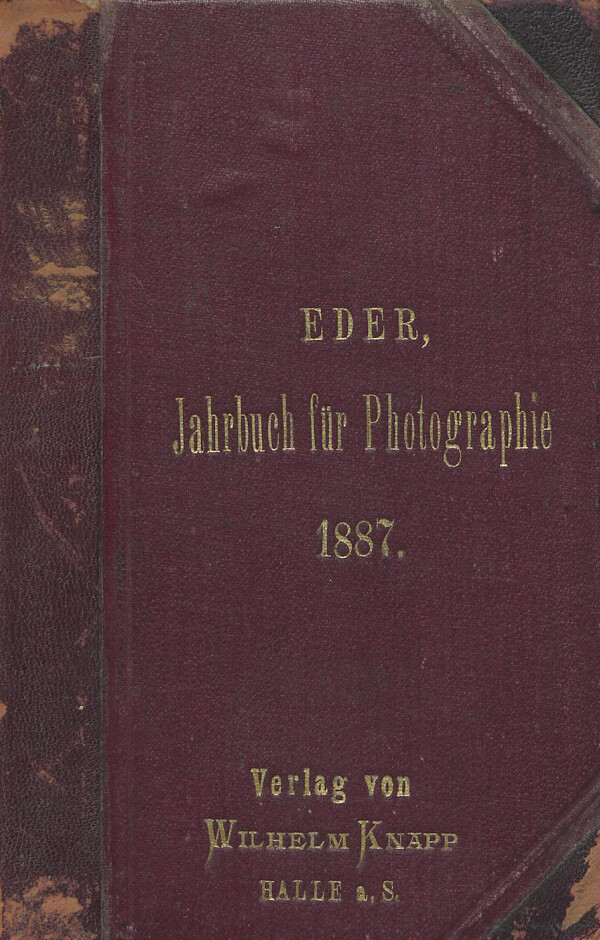 EDER,
Jahrbuch für Photographie
1887.
Verlag von
WILHELM KNAPP
HALLE a. S.